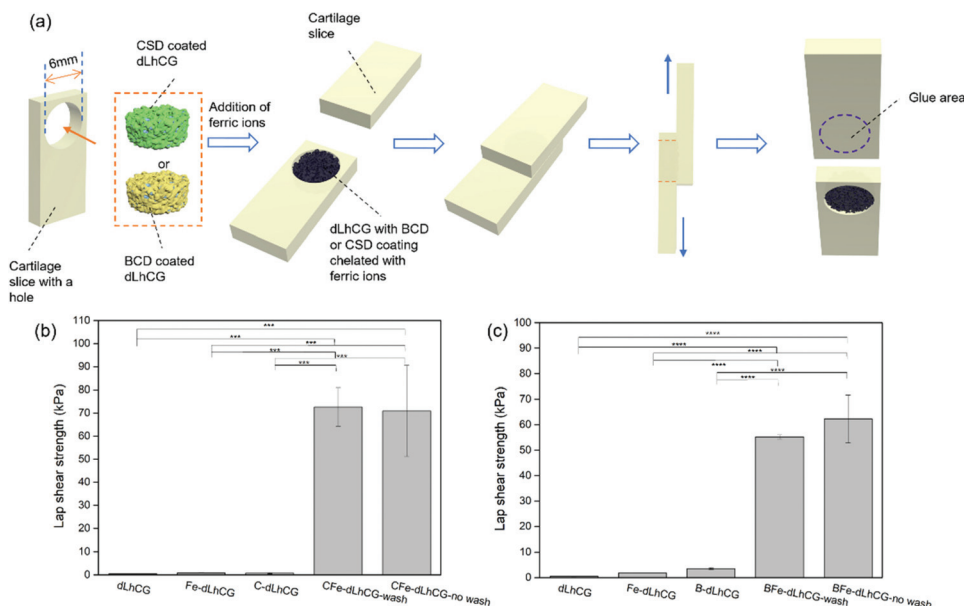 (a)
6mm
CSD coated
dLhCG
or
BCD coated
dLhCG
Cartilage
slice with a
hole
Addition of
ferric ions
Cartilage
slice
dLhCG with BCD
or CSD coating
chelated with
ferric ions
Glue area
(b)
Lap shear strength (kPa)
110
100
90
80
70
60
50
40
30
20
10
0
***
***
***
***
***
***
dLhCG
Fe-dLhCG
C-dLhCG
CFe-dLhCG-wash
CFe-dLhCG-no wash
(c)
Lap shear strength (kPa)
100
90
80
70
60
50
40
30
20
10
0
****
****
****
****
****
****
dLhCG
Fe-dLhCG
B-dLhCG
BFe-dLhCG-wash
BFe-dLhCG-no wash